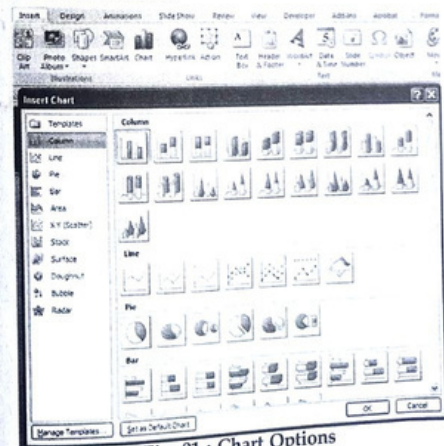 Insert Design Animations Slide Show Review View Developer Add-Ins Acrobat Forma
Clip Art Photo Album Shapes SmartArt Chart Hyperlink Action Text Box Header & Footer WordArt Date & Time Slide Number Symbol Object Mov
Illustrations Links Text
Insert Chart
Templates
Column
Line
Pie
Bar
Area
X Y (Scatter)
Stock
Surface
Doughnut
Bubble
Radar
Column
Line
Pie
Bar
Manage Templates... Set as Default Chart OK Cancel
Chart Options